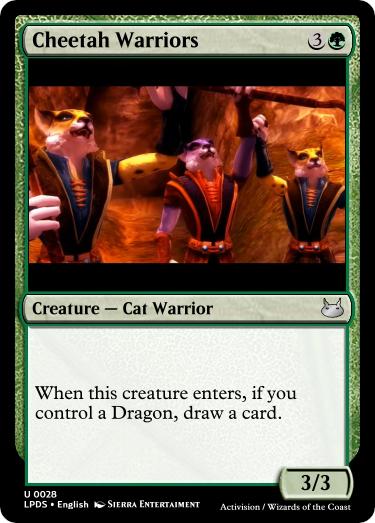 Cheetah Warriors 3
Creature — Cat Warrior
When this creature enters, if you
control a Dragon, draw a card.
3/3
U 0028
LPDS • English Sierra Entertaiment
Activision / Wizards of the Coast